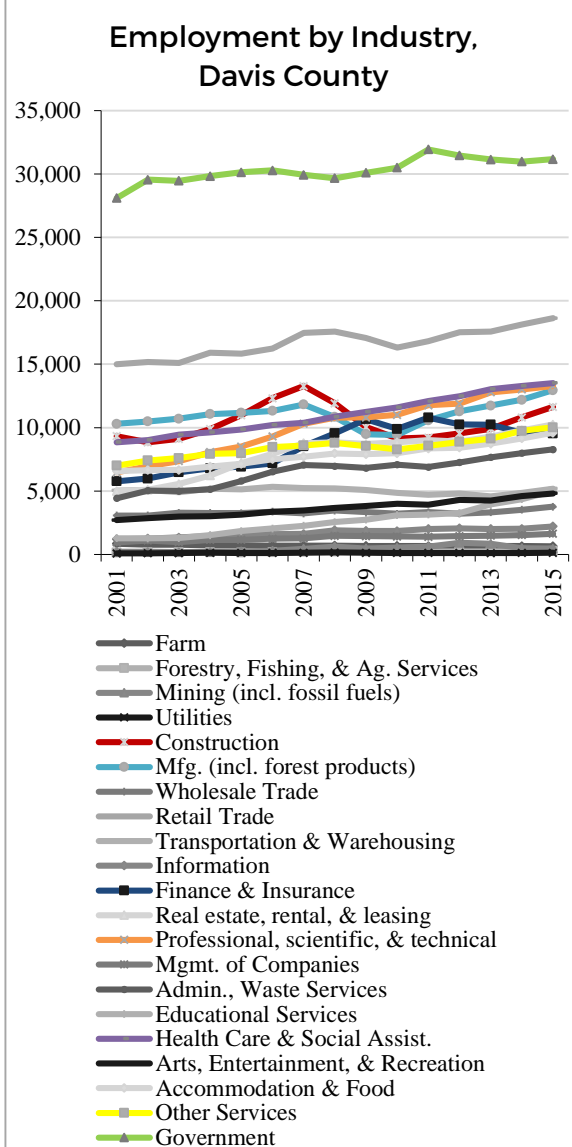 Employment by Industry,
Davis County
35,000
30,000
25,000
20,000
15,000
10,000
5,000
0
2001
2003
2005
2007
2009
2011
2013
2015
Farm
Forestry, Fishing, & Ag. Services
Mining (incl. fossil fuels)
Utilities
Construction
Mfg. (incl. forest products)
Wholesale Trade
Retail Trade
Transportation & Warehousing
Information
Finance & Insurance
Real estate, rental, & leasing
Professional, scientific, & technical
Mgmt. of Companies
Admin., Waste Services
Educational Services
Health Care & Social Assist.
Arts, Entertainment, & Recreation
Accommodation & Food
Other Services
Government